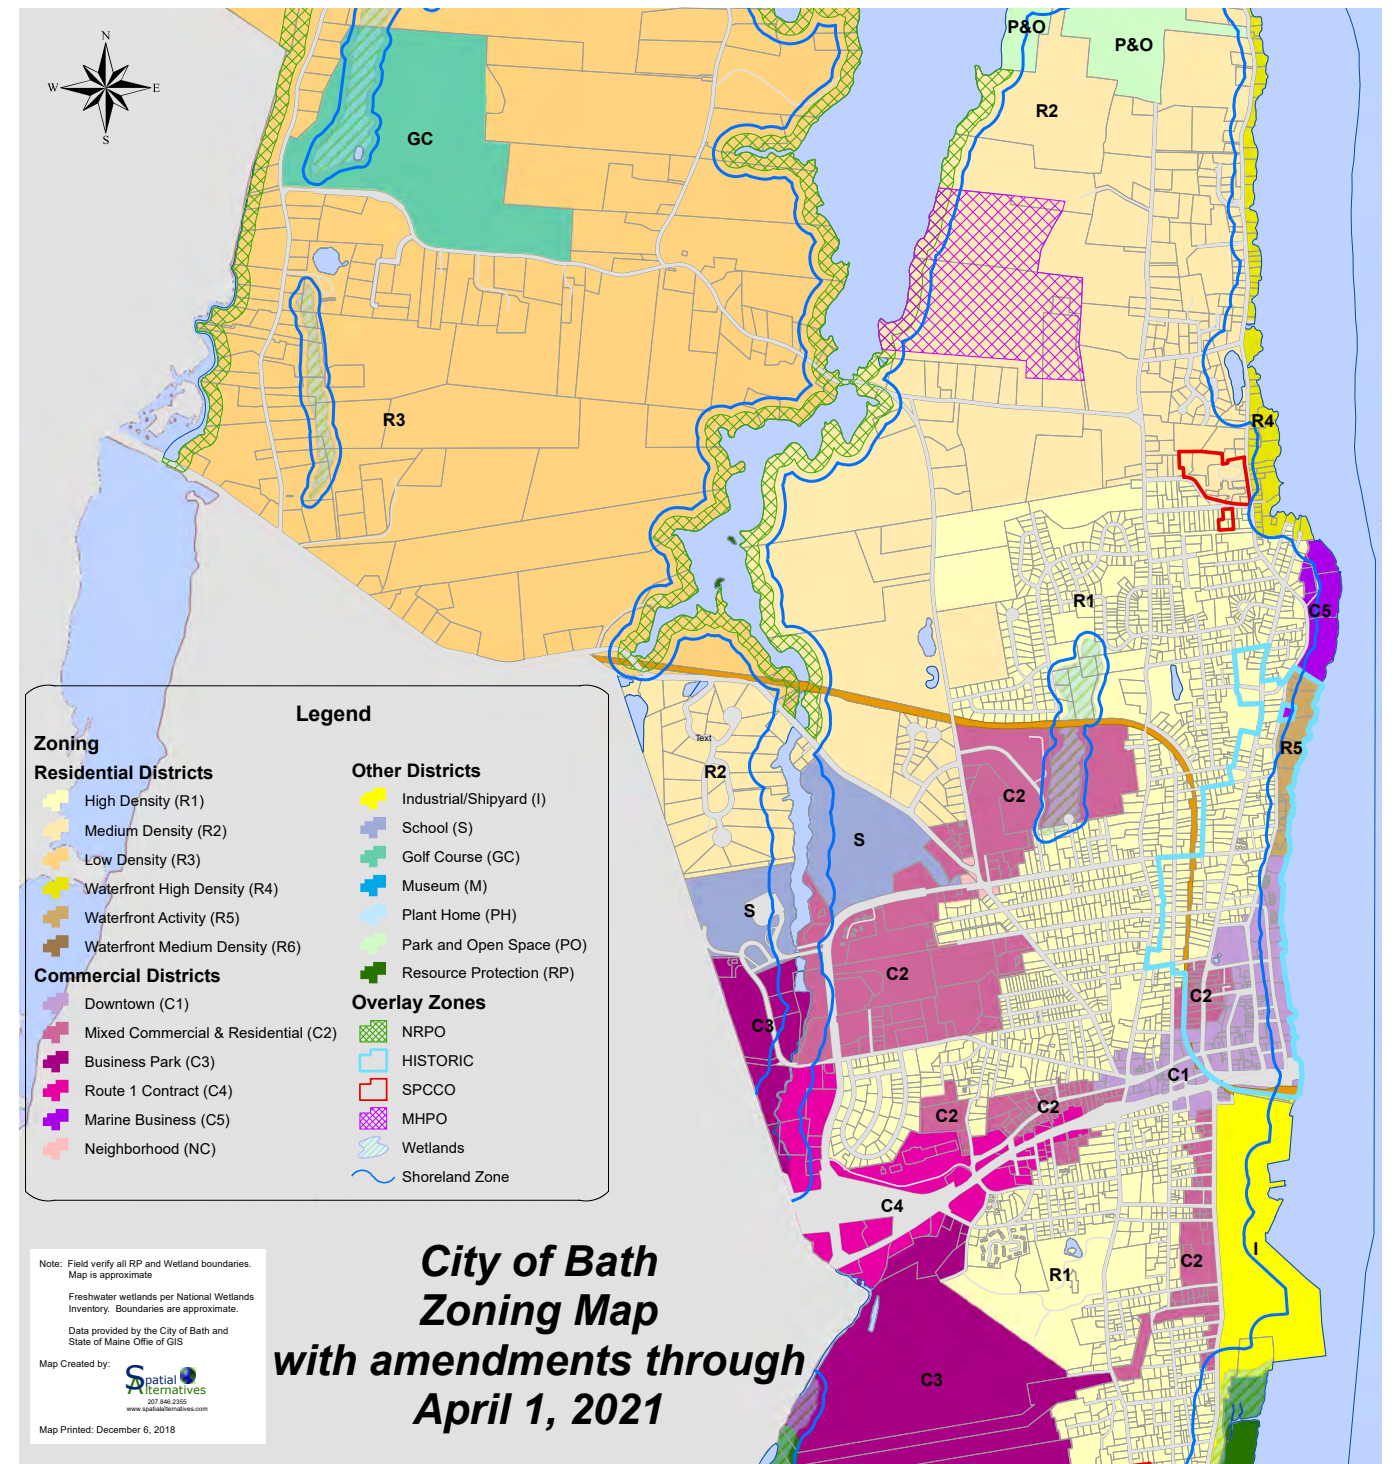 P&O
P&O
N
W
E
S
R2
GC
R3
R4
R1
C5
R5
Text
R2
C2
S
S
C2
C2
C3
C1
C2
C2
C4
R1
C2
I
C3
Legend
Zoning
Residential Districts
High Density (R1)
Medium Density (R2)
Low Density (R3)
Waterfront High Density (R4)
Waterfront Activity (R5)
Waterfront Medium Density (R6)
Commercial Districts
Downtown (C1)
Mixed Commercial & Residential (C2)
Business Park (C3)
Route 1 Contract (C4)
Marine Business (C5)
Neighborhood (NC)
Other Districts
Industrial/Shipyard (I)
School (S)
Golf Course (GC)
Museum (M)
Plant Home (PH)
Park and Open Space (PO)
Resource Protection (RP)
Overlay Zones
NRPO
HISTORIC
SPCCO
MHPO
Wetlands
Shoreland Zone
City of Bath
Zoning Map
with amendments through
April 1, 2021
Note: Field verify all RP and Wetland boundaries.
Map is approximate
Freshwater wetlands per National Wetlands
Inventory. Boundaries are approximate.
Data provided by the City of Bath and
State of Maine Offie of GIS
Map Created by:
Spatial
Alternatives
207.846.2355
www.spatialalternatives.com
Map Printed: December 6, 2018